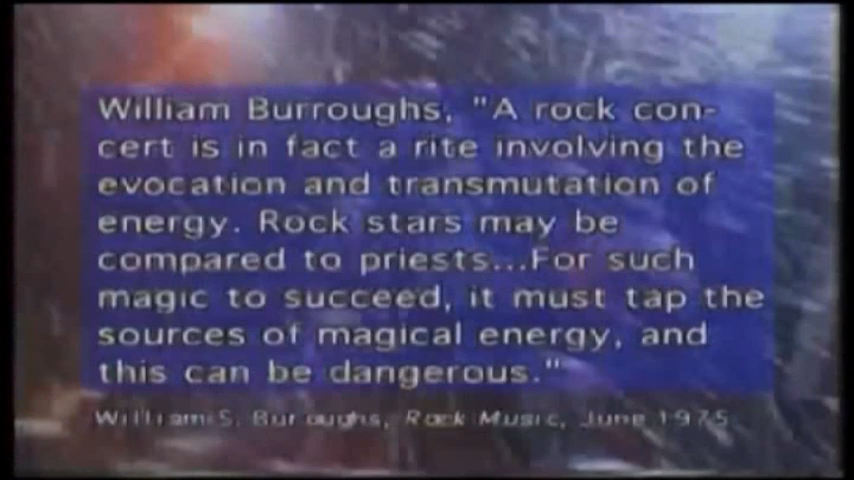 William Burroughs, "A rock con-
cert is in fact a rite involving the
evocation and transmutation of
energy. Rock stars may be
compared to priests...For such
magic to succeed, it must tap the
sources of magical energy, and
this can be dangerous."
William S. Burroughs, Rock Music, June 1975